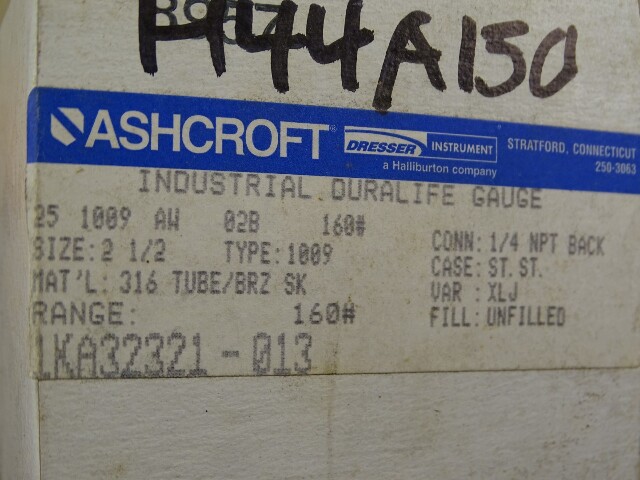 A150
ASHCROFT®
DRESSER INSTRUMENT
a Halliburton company
STRATFORD, CONNECTICUT
250-3063
INDUSTRIAL DURALIFE GAUGE
25 1009 AW 02B 160#
SIZE: 2 1/2 TYPE: 1009
MAT'L: 316 TUBE/BRZ SK
RANGE: 160#
CONN: 1/4 NPT BACK
CASE: ST. ST.
VAR : XLJ
FILL: UNFILLED
1KA32321-013